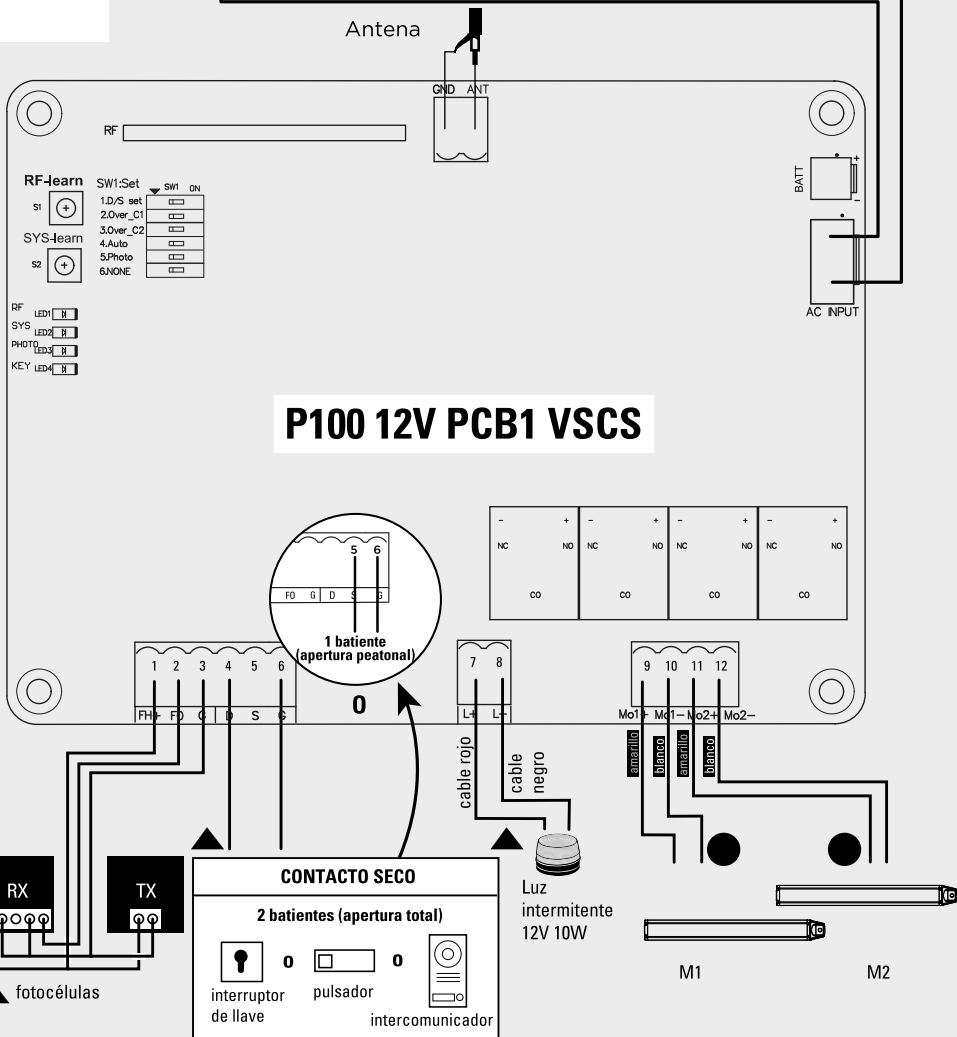 Antena
GND ANT
RF
RF-learn
S1
SYS-learn
S2
SW1:Set
SW1 ON
1.D/S set
2.Over_C1
3.Over_C2
4.Auto
5.Photo
6.NONE
BATT
+
-
AC INPUT
RF LED1
SYS LED2
PHOTO LED3
KEY LED4
P100 12V PCB1 VSCS
- + - + - + - +
NC NO NC NO NC NO NC NO
CO CO CO CO
5 6
FO G D S G
1 batiente
(apertura peatonal)
o
1 2 3 4 5 6
FH+ FO G D S G
7 8
L+ L-
9 10 11 12
Mo1+ Mo1- Mo2+ Mo2-
amarillo
blanco
amarillo
blanco
cable rojo
cable
negro
RX
TX
fotocélulas
CONTACTO SECO
2 batientes (apertura total)
o o
interruptor
de llave
pulsador
intercomunicador
Luz
intermitente
12V 10W
M1
M2